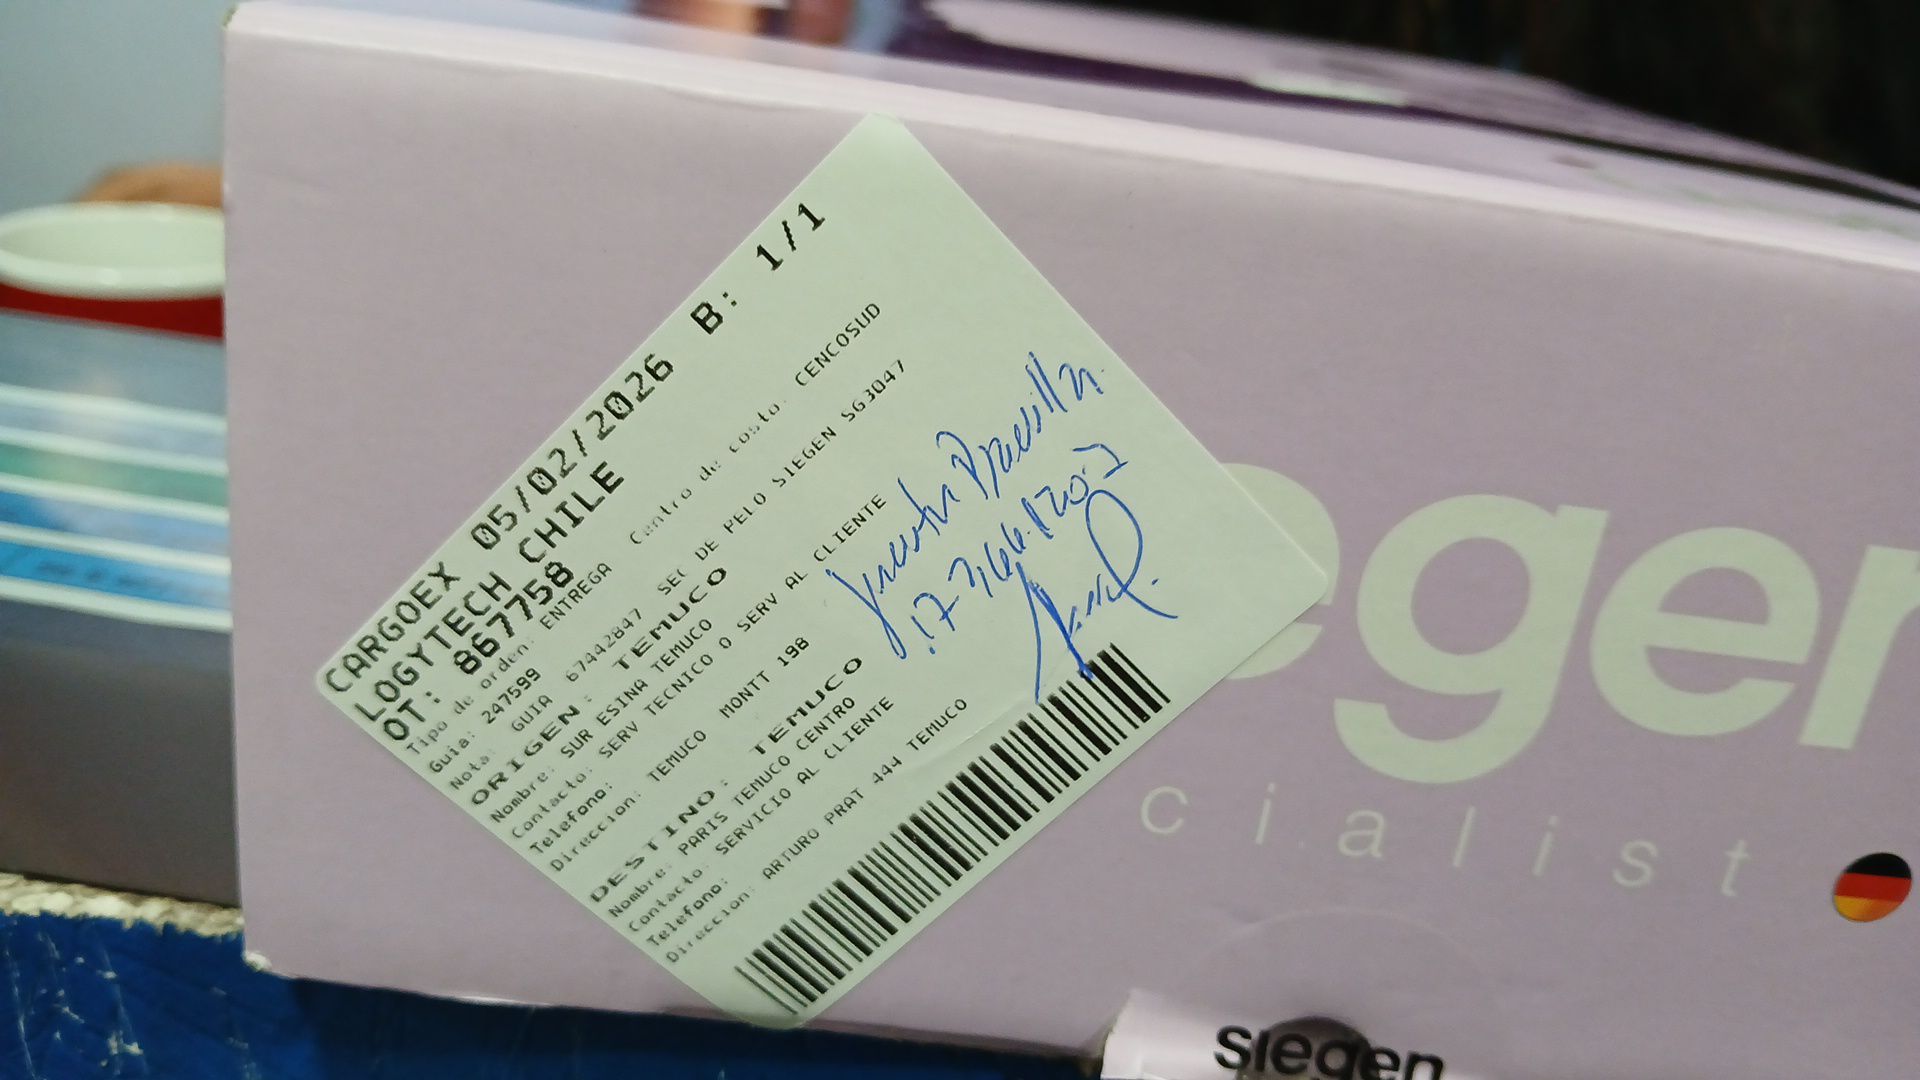 CARGOEX 05/02/2026 B: 1/1
LOGYTECH CHILE
OT: 867758
Tipo de orden: ENTREGA Centro de costo: CENCOSUD
Guia: 247599
Nota: GUIA 67442847 SEC DE PELO SIEGEN SG3047
ORIGEN: TEMUCO
Nombre: SUR ESINA TEMUCO
Contacto: SERV TECNICO O SERV AL CLIENTE
Telefono:
Direccion: TEMUCO MONTT 198
DESTINO: TEMUCO
Nombre: PARIS TEMUCO CENTRO
Contacto: SERVICIO AL CLIENTE
Telefono:
Direccion: ARTURO PRAT 444 TEMUCO
eger
cialist
siegen